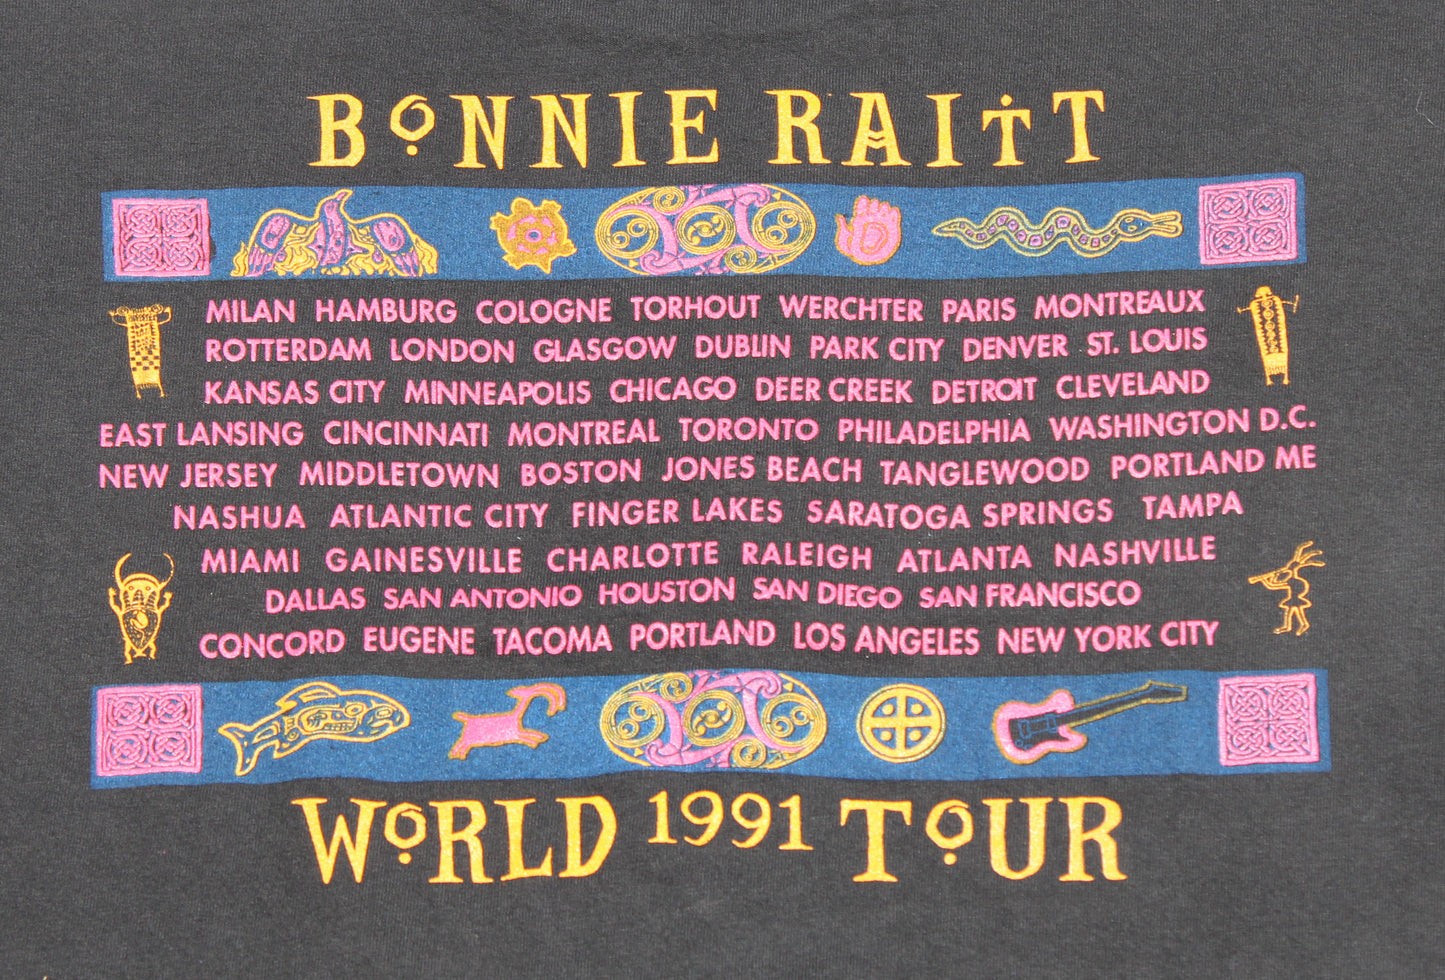 BONNIE RAITT
MILAN HAMBURG COLOGNE TORHOUT WERCHTER PARIS MONTREAUX
ROTTERDAM LONDON GLASGOW DUBLIN PARK CITY DENVER ST. LOUIS
KANSAS CITY MINNEAPOLIS CHICAGO DEER CREEK DETROIT CLEVELAND
EAST LANSING CINCINNATI MONTREAL TORONTO PHILADELPHIA WASHINGTON D.C.
NEW JERSEY MIDDLETOWN BOSTON JONES BEACH TANGLEWOOD PORTLAND ME
NASHUA ATLANTIC CITY FINGER LAKES SARATOGA SPRINGS TAMPA
MIAMI GAINESVILLE CHARLOTTE RALEIGH ATLANTA NASHVILLE
DALLAS SAN ANTONIO HOUSTON SAN DIEGO SAN FRANCISCO
CONCORD EUGENE TACOMA PORTLAND LOS ANGELES NEW YORK CITY
WORLD 1991 TOUR